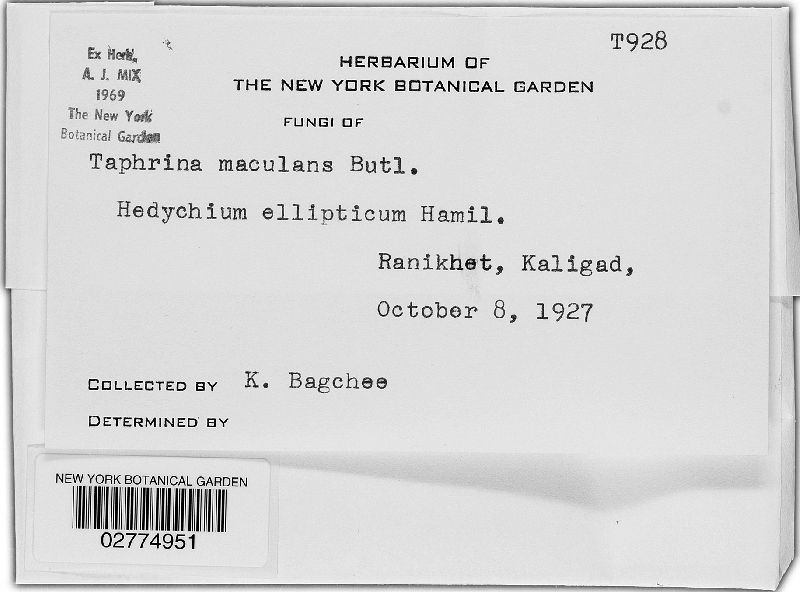 T928
Ex Herb.
A. J. MIX
1969
The New York
Botanical Garden
HERBARIUM OF
THE NEW YORK BOTANICAL GARDEN
FUNGI OF
Taphrina maculans Butl.
Hedychium ellipticum Hamil.
Ranikhet, Kaligad,
October 8, 1927
COLLECTED BY K. Bagchee
DETERMINED BY
NEW YORK BOTANICAL GARDEN
02774951